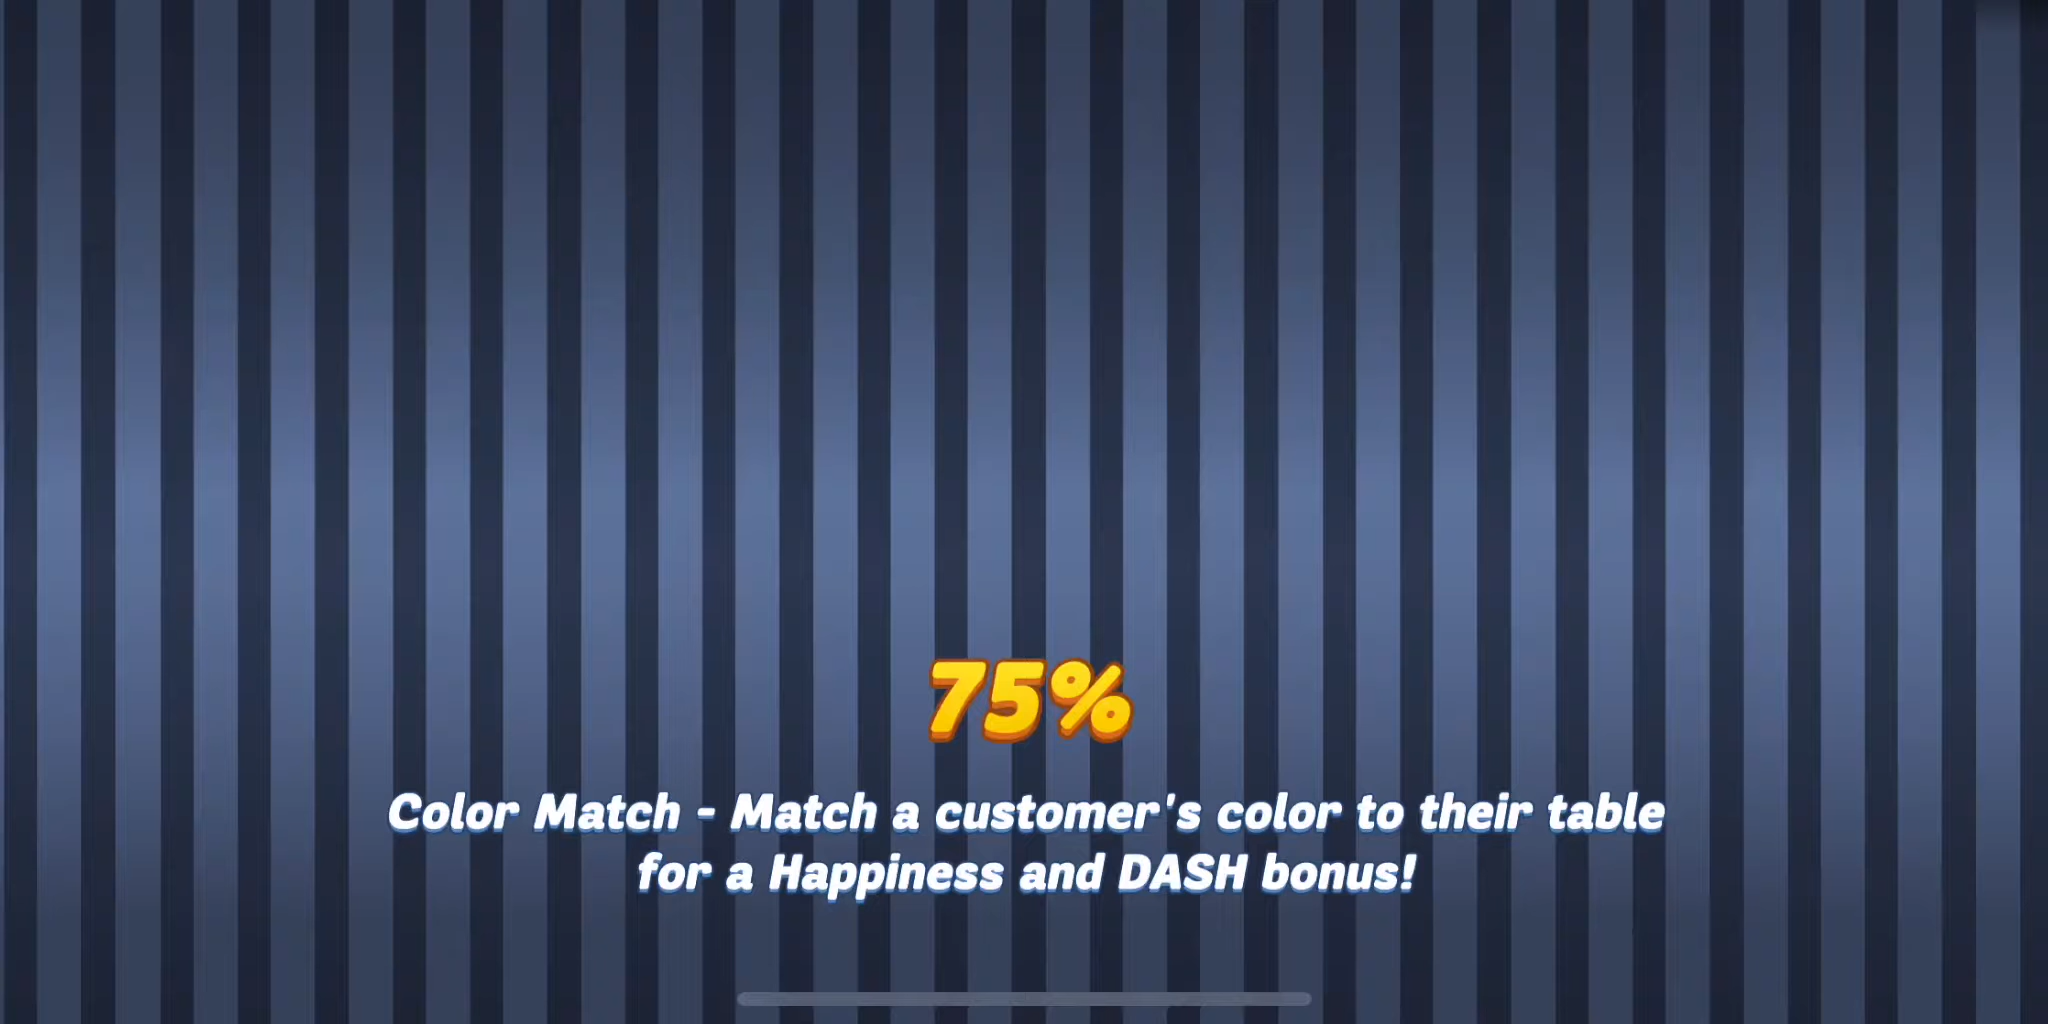 75%
Color Match - Match a customer's color to their table
for a Happiness and DASH bonus!